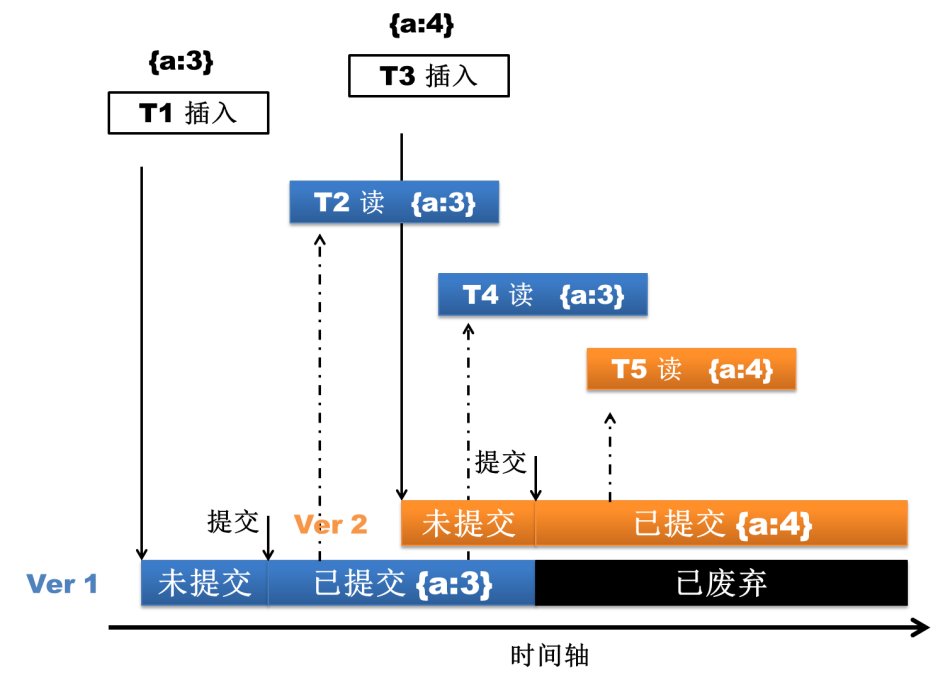 {a:4}
{a:3}
T3 插入
T1 插入
T2 读 {a:3}
T4 读 {a:3}
T5 读 {a:4}
提交
提交
Ver 2
未提交
已提交 {a:4}
Ver 1
未提交
已提交 {a:3}
已废弃
时间轴